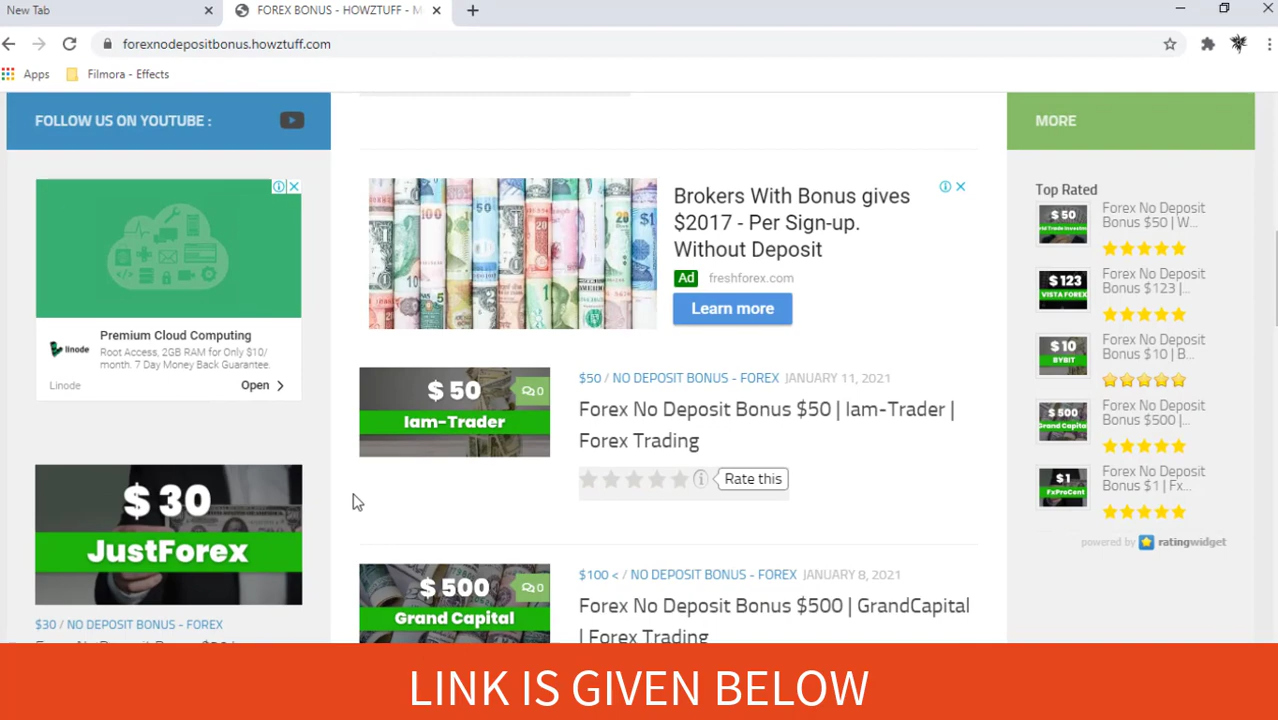 New Tab
FOREX BONUS - HOWZTUFF - M
forexnodepositbonus.howztuff.com
Apps
Filmora - Effects
FOLLOW US ON YOUTUBE :
Premium Cloud Computing
linode
Root Access, 2GB RAM for Only $10/
month. 7 Day Money Back Guarantee.
Linode
Open
$ 30
JustForex
$30 / NO DEPOSIT BONUS - FOREX
Brokers With Bonus gives
$2017 - Per Sign-up.
Without Deposit
Ad freshforex.com
Learn more
$ 50
0
Iam-Trader
$50 / NO DEPOSIT BONUS - FOREX JANUARY 11, 2021
Forex No Deposit Bonus $50 | Iam-Trader |
Forex Trading
Rate this
$ 500
0
Grand Capital
$100 < / NO DEPOSIT BONUS - FOREX JANUARY 8, 2021
Forex No Deposit Bonus $500 | GrandCapital
| Forex Trading
MORE
Top Rated
$ 50
Forex No Deposit
Bonus $50 | W...
$ 123
VISTA FOREX
Forex No Deposit
Bonus $123 |...
$ 10
BYBIT
Forex No Deposit
Bonus $10 | B...
$ 500
Grand Capital
Forex No Deposit
Bonus $500 |...
$ 1
FxProCent
Forex No Deposit
Bonus $1 | Fx...
powered by ratingwidget
LINK IS GIVEN BELOW